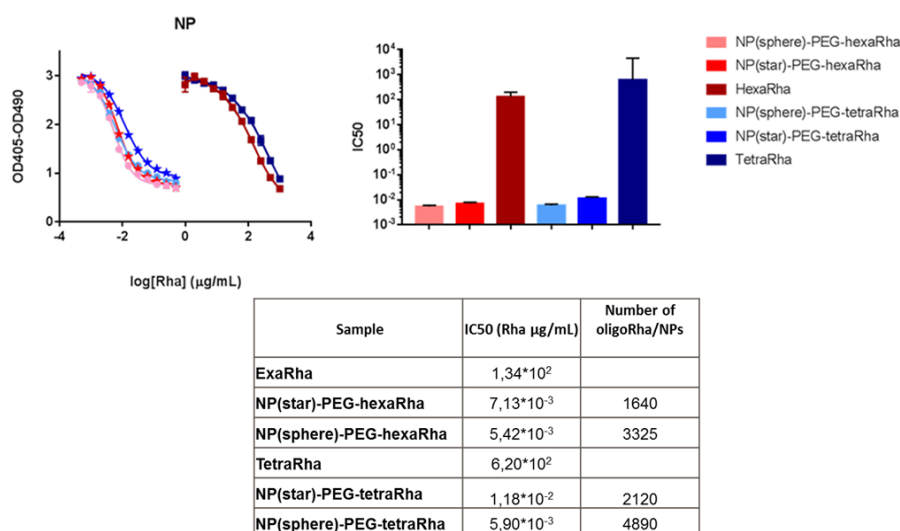 NP
OD405-OD490
3
2
1
0
-4
-2
0
2
4
log[Rha] (µg/mL)
IC50
10⁴
10³
10²
10¹
10⁰
10⁻¹
10⁻²
10⁻³
NP(sphere)-PEG-hexaRha
NP(star)-PEG-hexaRha
HexaRha
NP(sphere)-PEG-tetraRha
NP(star)-PEG-tetraRha
TetraRha
Sample IC50 (Rha µg/mL) Number of
oligoRha/NPs
ExaRha 1,34*10²
NP(star)-PEG-hexaRha 7,13*10⁻³ 1640
NP(sphere)-PEG-hexaRha 5,42*10⁻³ 3325
TetraRha 6,20*10²
NP(star)-PEG-tetraRha 1,18*10⁻² 2120
NP(sphere)-PEG-tetraRha 5,90*10⁻³ 4890